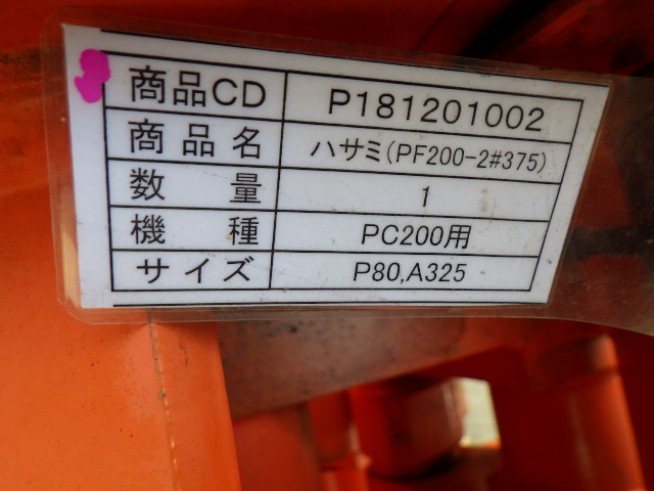 商品CD P181201002
商品名 ハサミ(PF200-2#375)
数量 1
機種 PC200用
サイズ P80,A325